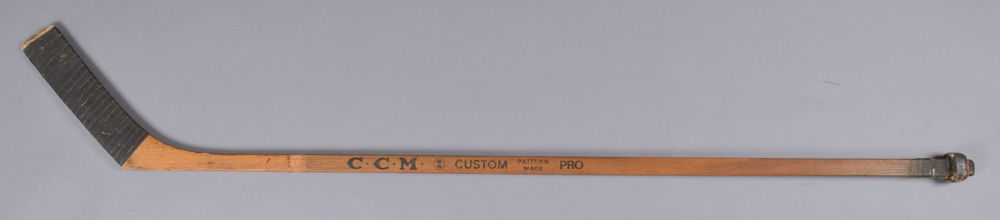 C·C·M· CUSTOM PATTERN MADE PRO